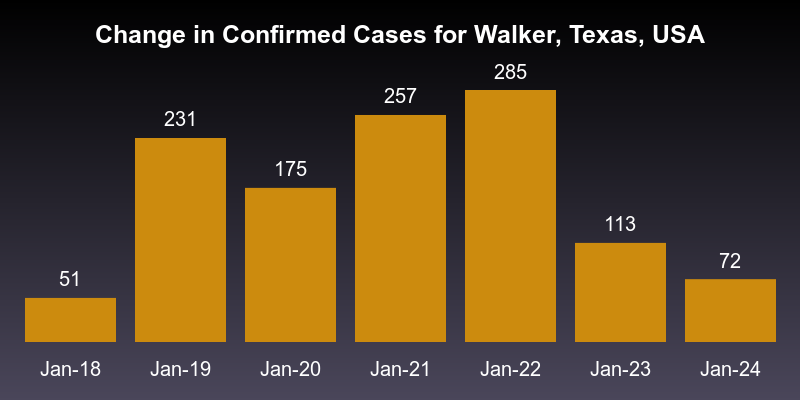 Change in Confirmed Cases for Walker, Texas, USA
51
231
175
257
285
113
72
Jan-18
Jan-19
Jan-20
Jan-21
Jan-22
Jan-23
Jan-24